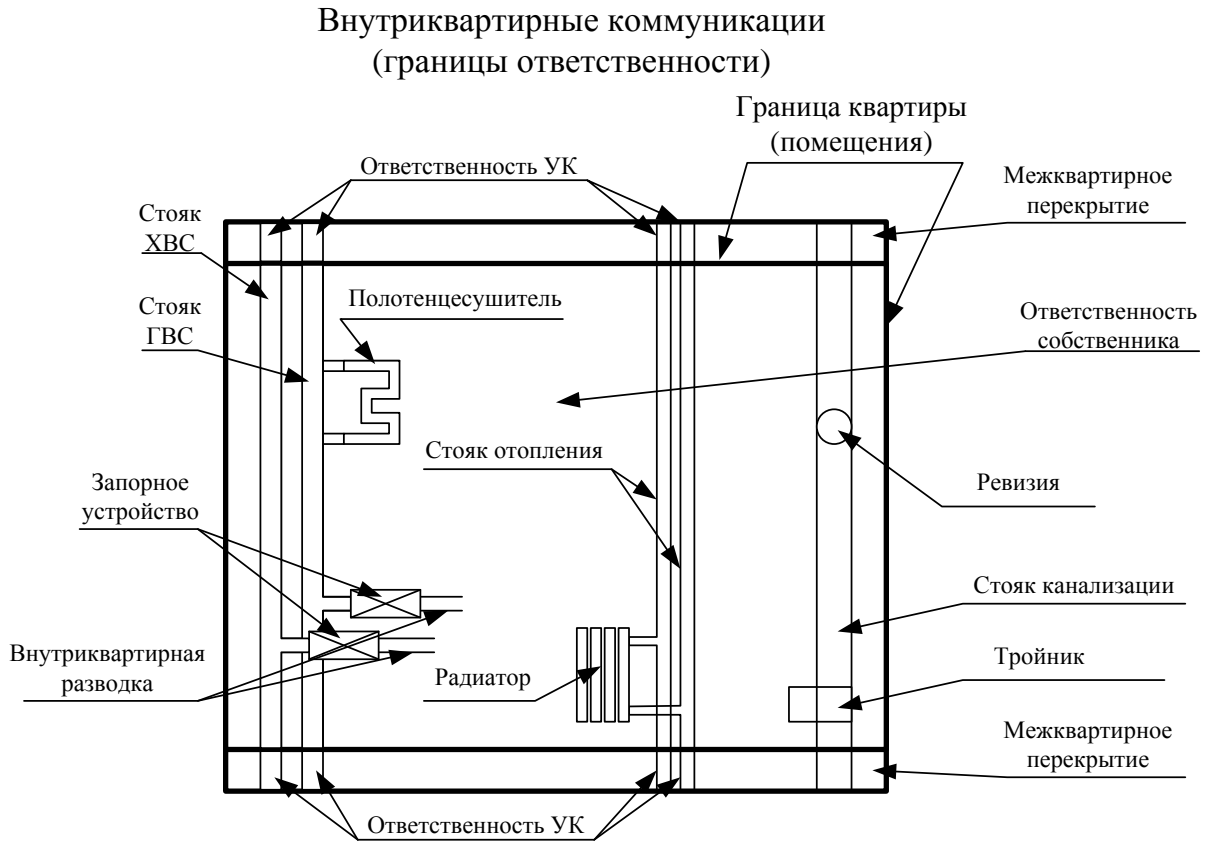 Внутриквартирные коммуникации
(границы ответственности)
Граница квартиры
(помещения)
Ответственность УК
Межквартирное
перекрытие
Стояк
ХВС
Полотенцесушитель
Стояк
ГВС
Ответственность
собственника
Стояк отопления
Запорное
устройство
Ревизия
Стояк канализации
Внутриквартирная
разводка
Радиатор
Тройник
Межквартирное
перекрытие
Ответственность УК